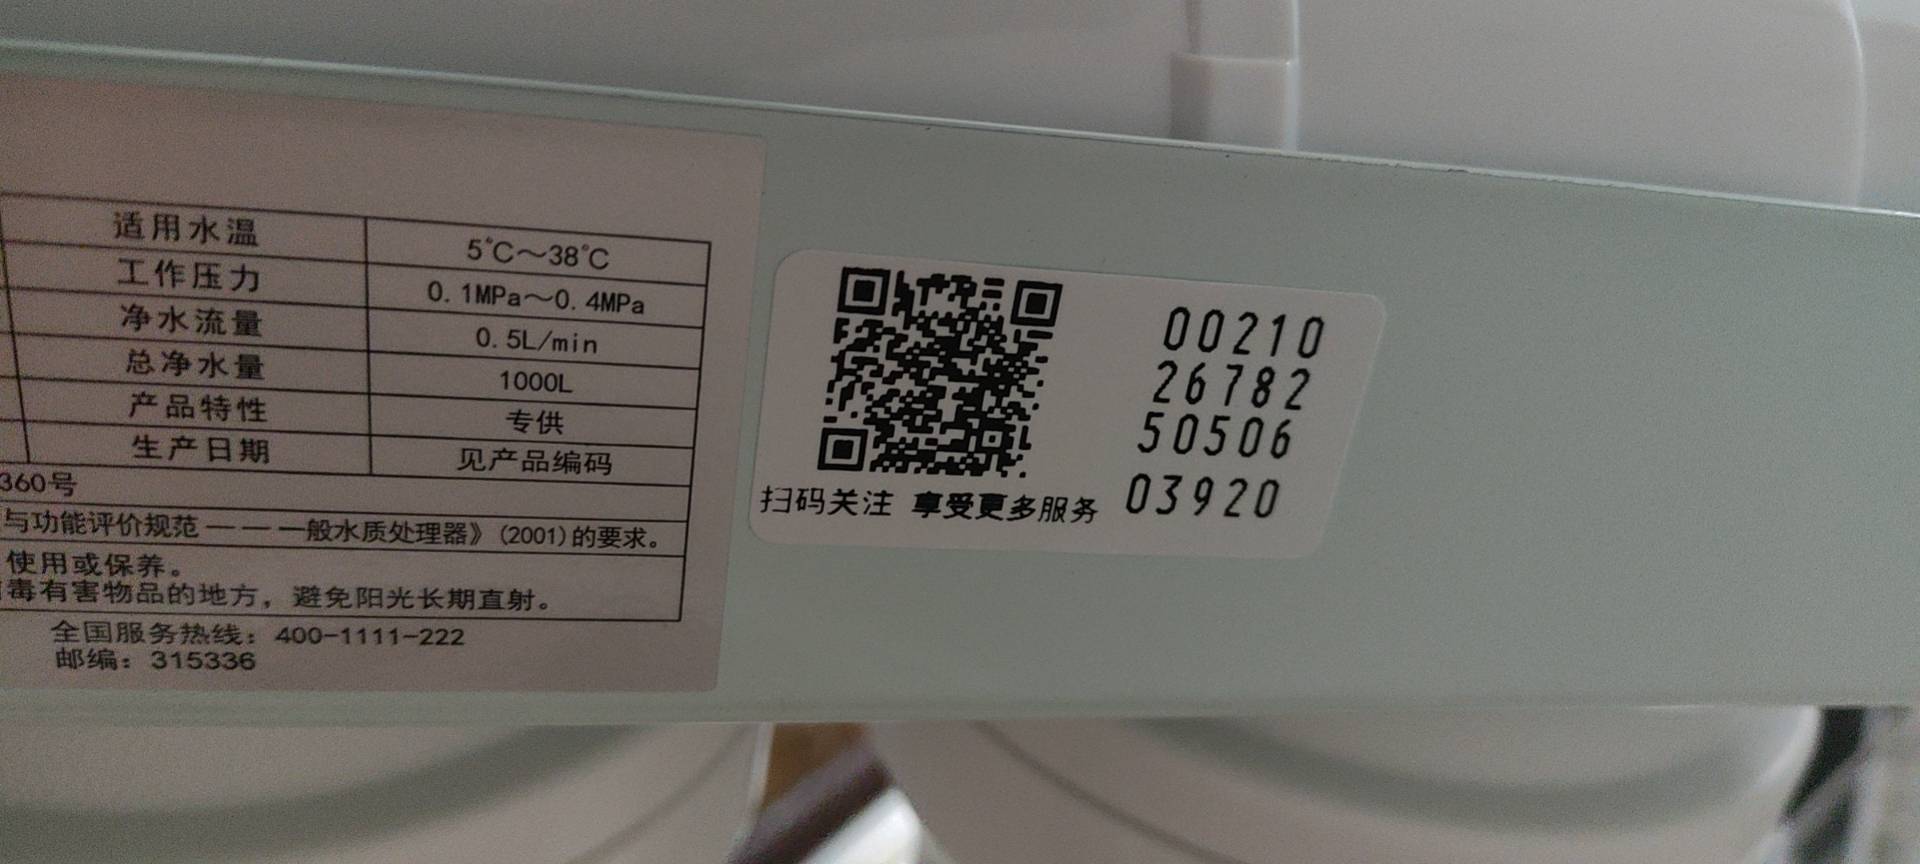 适用水温 5℃～38℃
工作压力 0.1MPa～0.4MPa
净水流量 0.5L/min
总净水量 1000L
产品特性 专供
生产日期 见产品编码
360号
与功能评价规范———一般水质处理器》(2001)的要求。
使用或保养。
毒有害物品的地方，避免阳光长期直射。
全国服务热线：400-1111-222
邮编：315336
扫码关注 享受更多服务
00210
26782
50506
03920